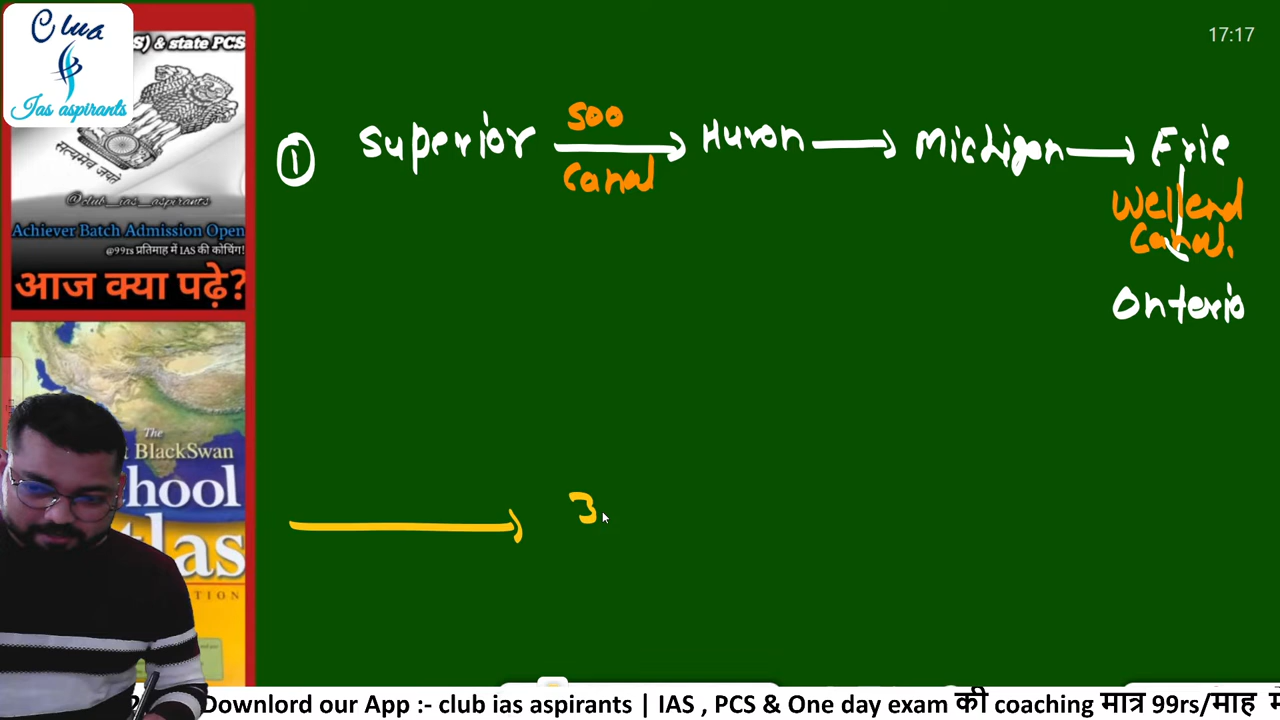 Clua
Ias aspirants
S) & state PCS
सत्यमेव जयते
@club_ias_aspirants
Achiever Batch Admission Open
@99rs प्रतिमाह में IAS की कोचिंग!
आज क्या पढ़े?
The
BlackSwan
hool
tlas
TION
17:17
① Superior Soo Canal → Huron → Michigan → Erie
Wellend
Canal.
Onterio
→ 3
Downlord our App :- club ias aspirants | IAS , PCS & One day exam की coaching मात्र 99rs/माह में